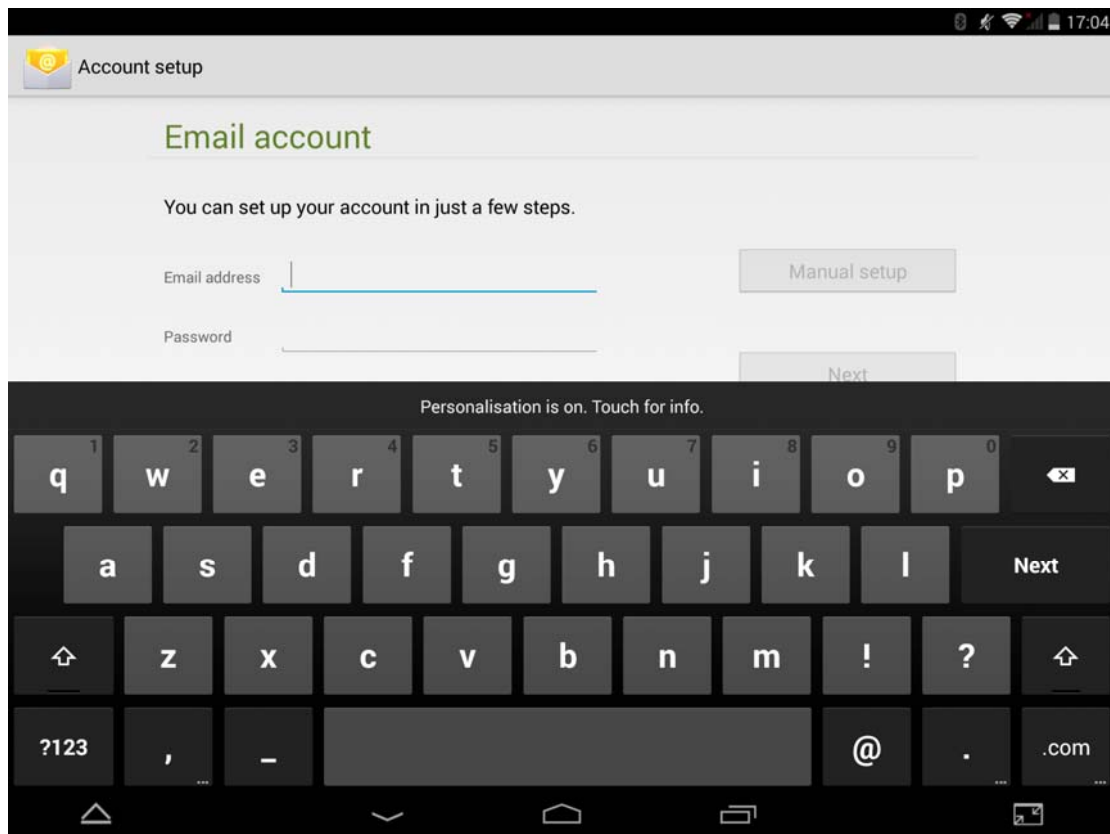 17:04
Account setup
Email account
You can set up your account in just a few steps.
Email address
Manual setup
Password
Next
Personalisation is on. Touch for info.
1 2 3 4 5 6 7 8 9 0
q w e r t y u i o p
a s d f g h j k l Next
z x c v b n m ! ?
?123 , _ @ . .com